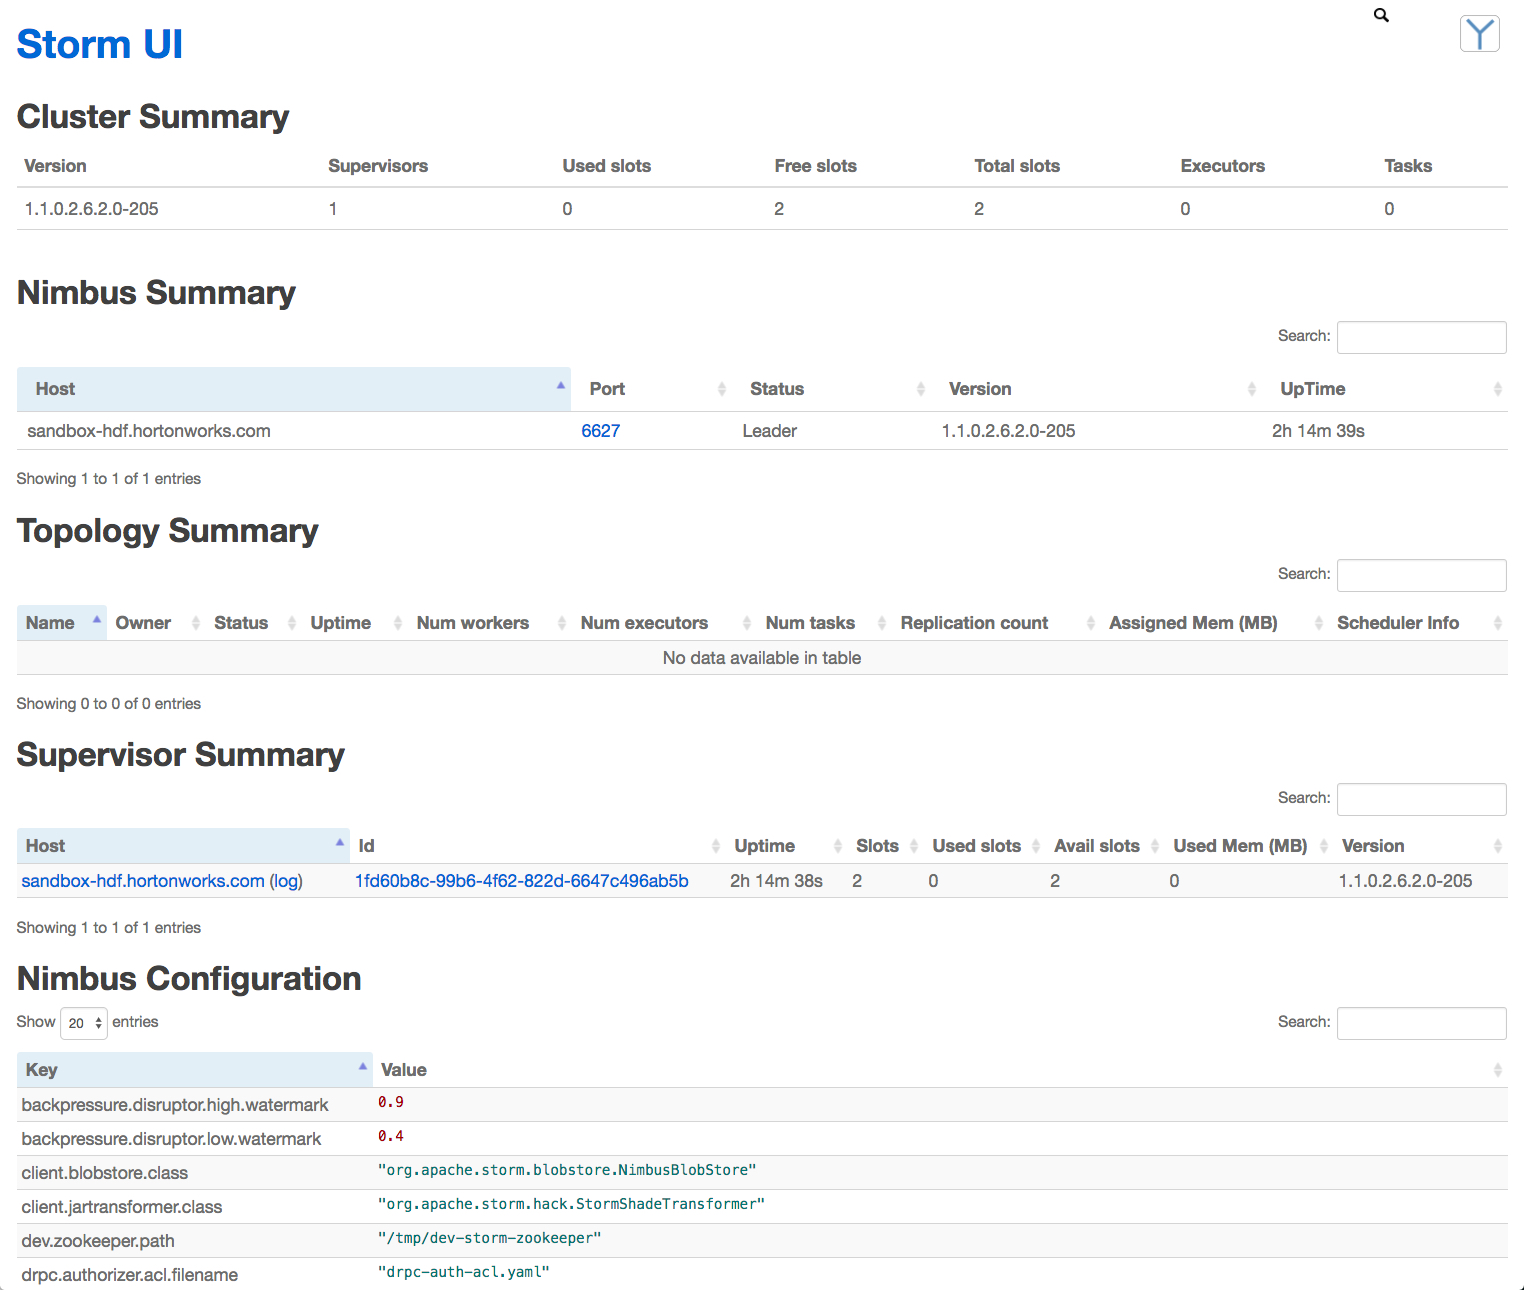 Storm UI
Cluster Summary
Version Supervisors Used slots Free slots Total slots Executors Tasks
1.1.0.2.6.2.0-205 1 0 2 2 0 0
Nimbus Summary
Search:
Host Port Status Version UpTime
sandbox-hdf.hortonworks.com 6627 Leader 1.1.0.2.6.2.0-205 2h 14m 39s
Showing 1 to 1 of 1 entries
Topology Summary
Search:
Name Owner Status Uptime Num workers Num executors Num tasks Replication count Assigned Mem (MB) Scheduler Info
No data available in table
Showing 0 to 0 of 0 entries
Supervisor Summary
Search:
Host Id Uptime Slots Used slots Avail slots Used Mem (MB) Version
sandbox-hdf.hortonworks.com (log) 1fd60b8c-99b6-4f62-822d-6647c496ab5b 2h 14m 38s 2 0 2 0 1.1.0.2.6.2.0-205
Showing 1 to 1 of 1 entries
Nimbus Configuration
Show 20 entries Search:
Key Value
backpressure.disruptor.high.watermark 0.9
backpressure.disruptor.low.watermark 0.4
client.blobstore.class "org.apache.storm.blobstore.NimbusBlobStore"
client.jartransformer.class "org.apache.storm.hack.StormShadeTransformer"
dev.zookeeper.path "/tmp/dev-storm-zookeeper"
drpc.authorizer.acl.filename "drpc-auth-acl.yaml"